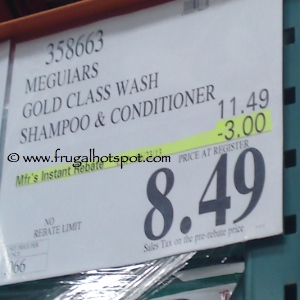 358663
MEGUIARS
GOLD CLASS WASH
SHAMPOO & CONDITIONER
11.49
-3.00
www.frugalhotspot.com
Mfr's Instant Rebate
PRICE AT REGISTER
8.49
NO
REBATE LIMIT
Sales Tax on the pre-rebate price
66